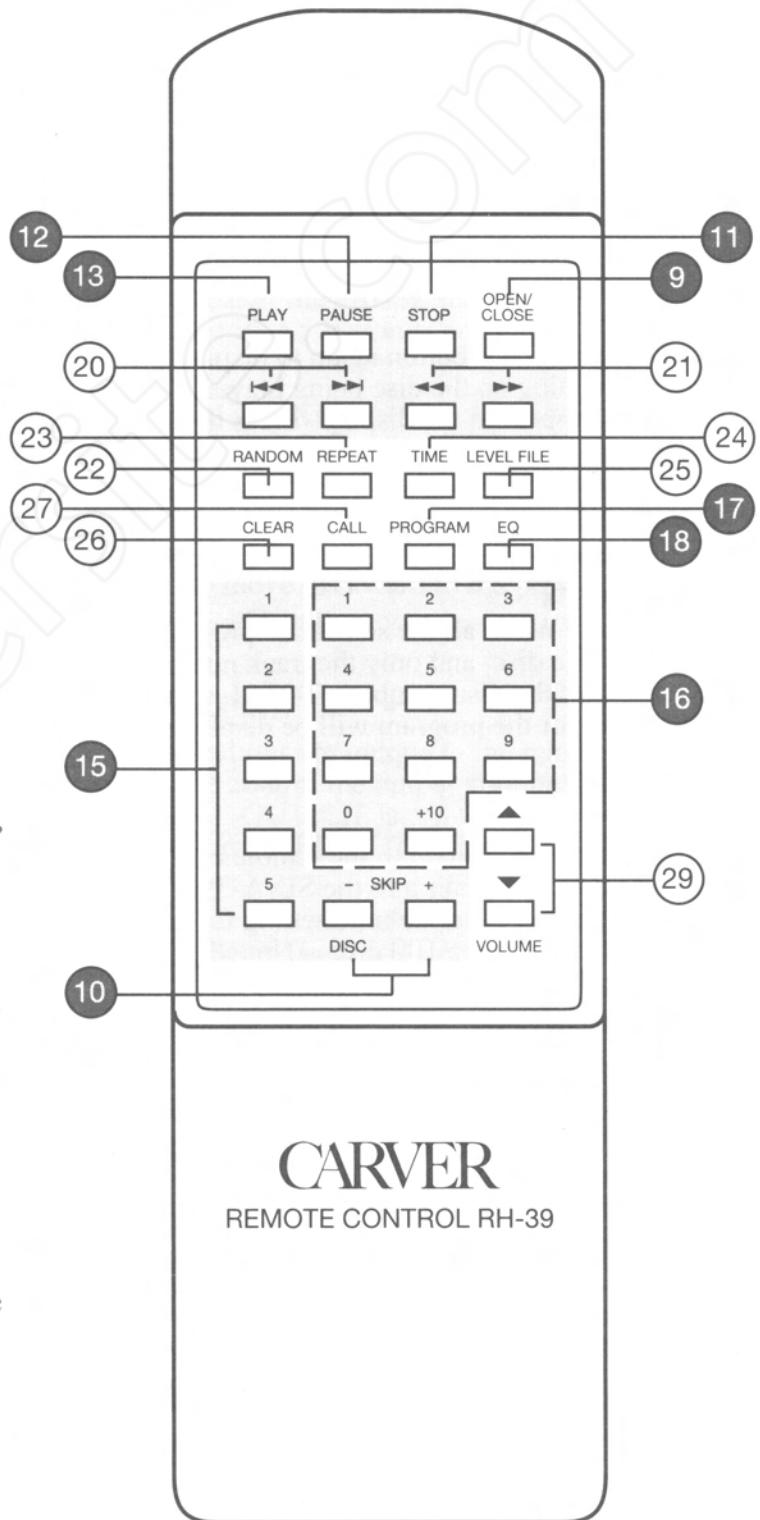 12 11
13 9
PLAY PAUSE STOP OPEN/
CLOSE
20 21
23 24
RANDOM REPEAT TIME LEVEL FILE
22 25
27 17
CLEAR CALL PROGRAM EQ
26 18
1 1 2 3
2 4 5 6
16
3 7 8 9
15
4 0 +10
29
5 - SKIP +
DISC VOLUME
10
CARVER
REMOTE CONTROL RH-39